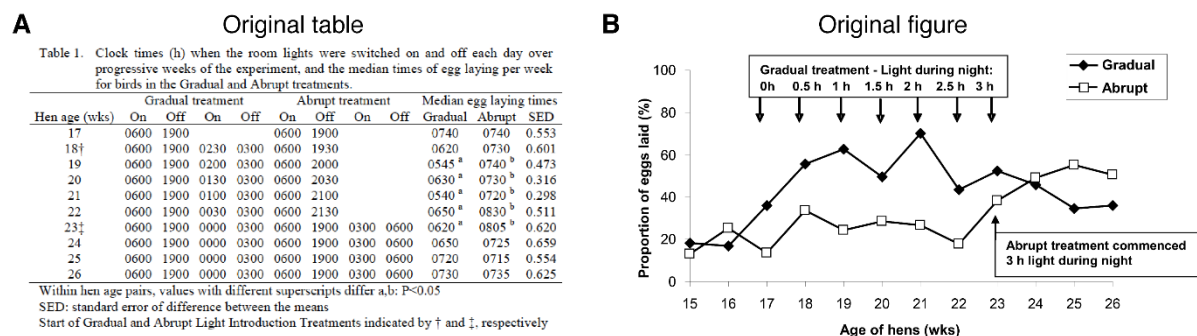 A Original table
Table 1. Clock times (h) when the room lights were switched on and off each day over
progressive weeks of the experiment, and the median times of egg laying per week
for birds in the Gradual and Abrupt treatments.
Gradual treatment Abrupt treatment Median egg laying times
Hen age (wks) On Off On Off On Off On Off Gradual Abrupt SED
17 0600 1900 0600 1900 0740 0740 0.553
18† 0600 1900 0230 0300 0600 1930 0620 0730 0.601
19 0600 1900 0200 0300 0600 2000 0545 a 0740 b 0.473
20 0600 1900 0130 0300 0600 2030 0630 a 0730 b 0.316
21 0600 1900 0100 0300 0600 2100 0540 a 0720 b 0.298
22 0600 1900 0030 0300 0600 2130 0650 a 0830 b 0.511
23‡ 0600 1900 0000 0300 0600 1900 0300 0600 0620 a 0805 b 0.620
24 0600 1900 0000 0300 0600 1900 0300 0600 0650 0725 0.659
25 0600 1900 0000 0300 0600 1900 0300 0600 0720 0715 0.554
26 0600 1900 0000 0300 0600 1900 0300 0600 0730 0735 0.625
Within hen age pairs, values with different superscripts differ a,b: P<0.05
SED: standard error of difference between the means
Start of Gradual and Abrupt Light Introduction Treatments indicated by † and ‡, respectively
B Original figure
Gradual
Abrupt
Gradual treatment - Light during night:
0h 0.5 h 1 h 1.5 h 2 h 2.5 h 3 h
Proportion of eggs laid (%)
100
80
60
40
20
0
Abrupt treatment commenced
3 h light during night
15 16 17 18 19 20 21 22 23 24 25 26
Age of hens (wks)